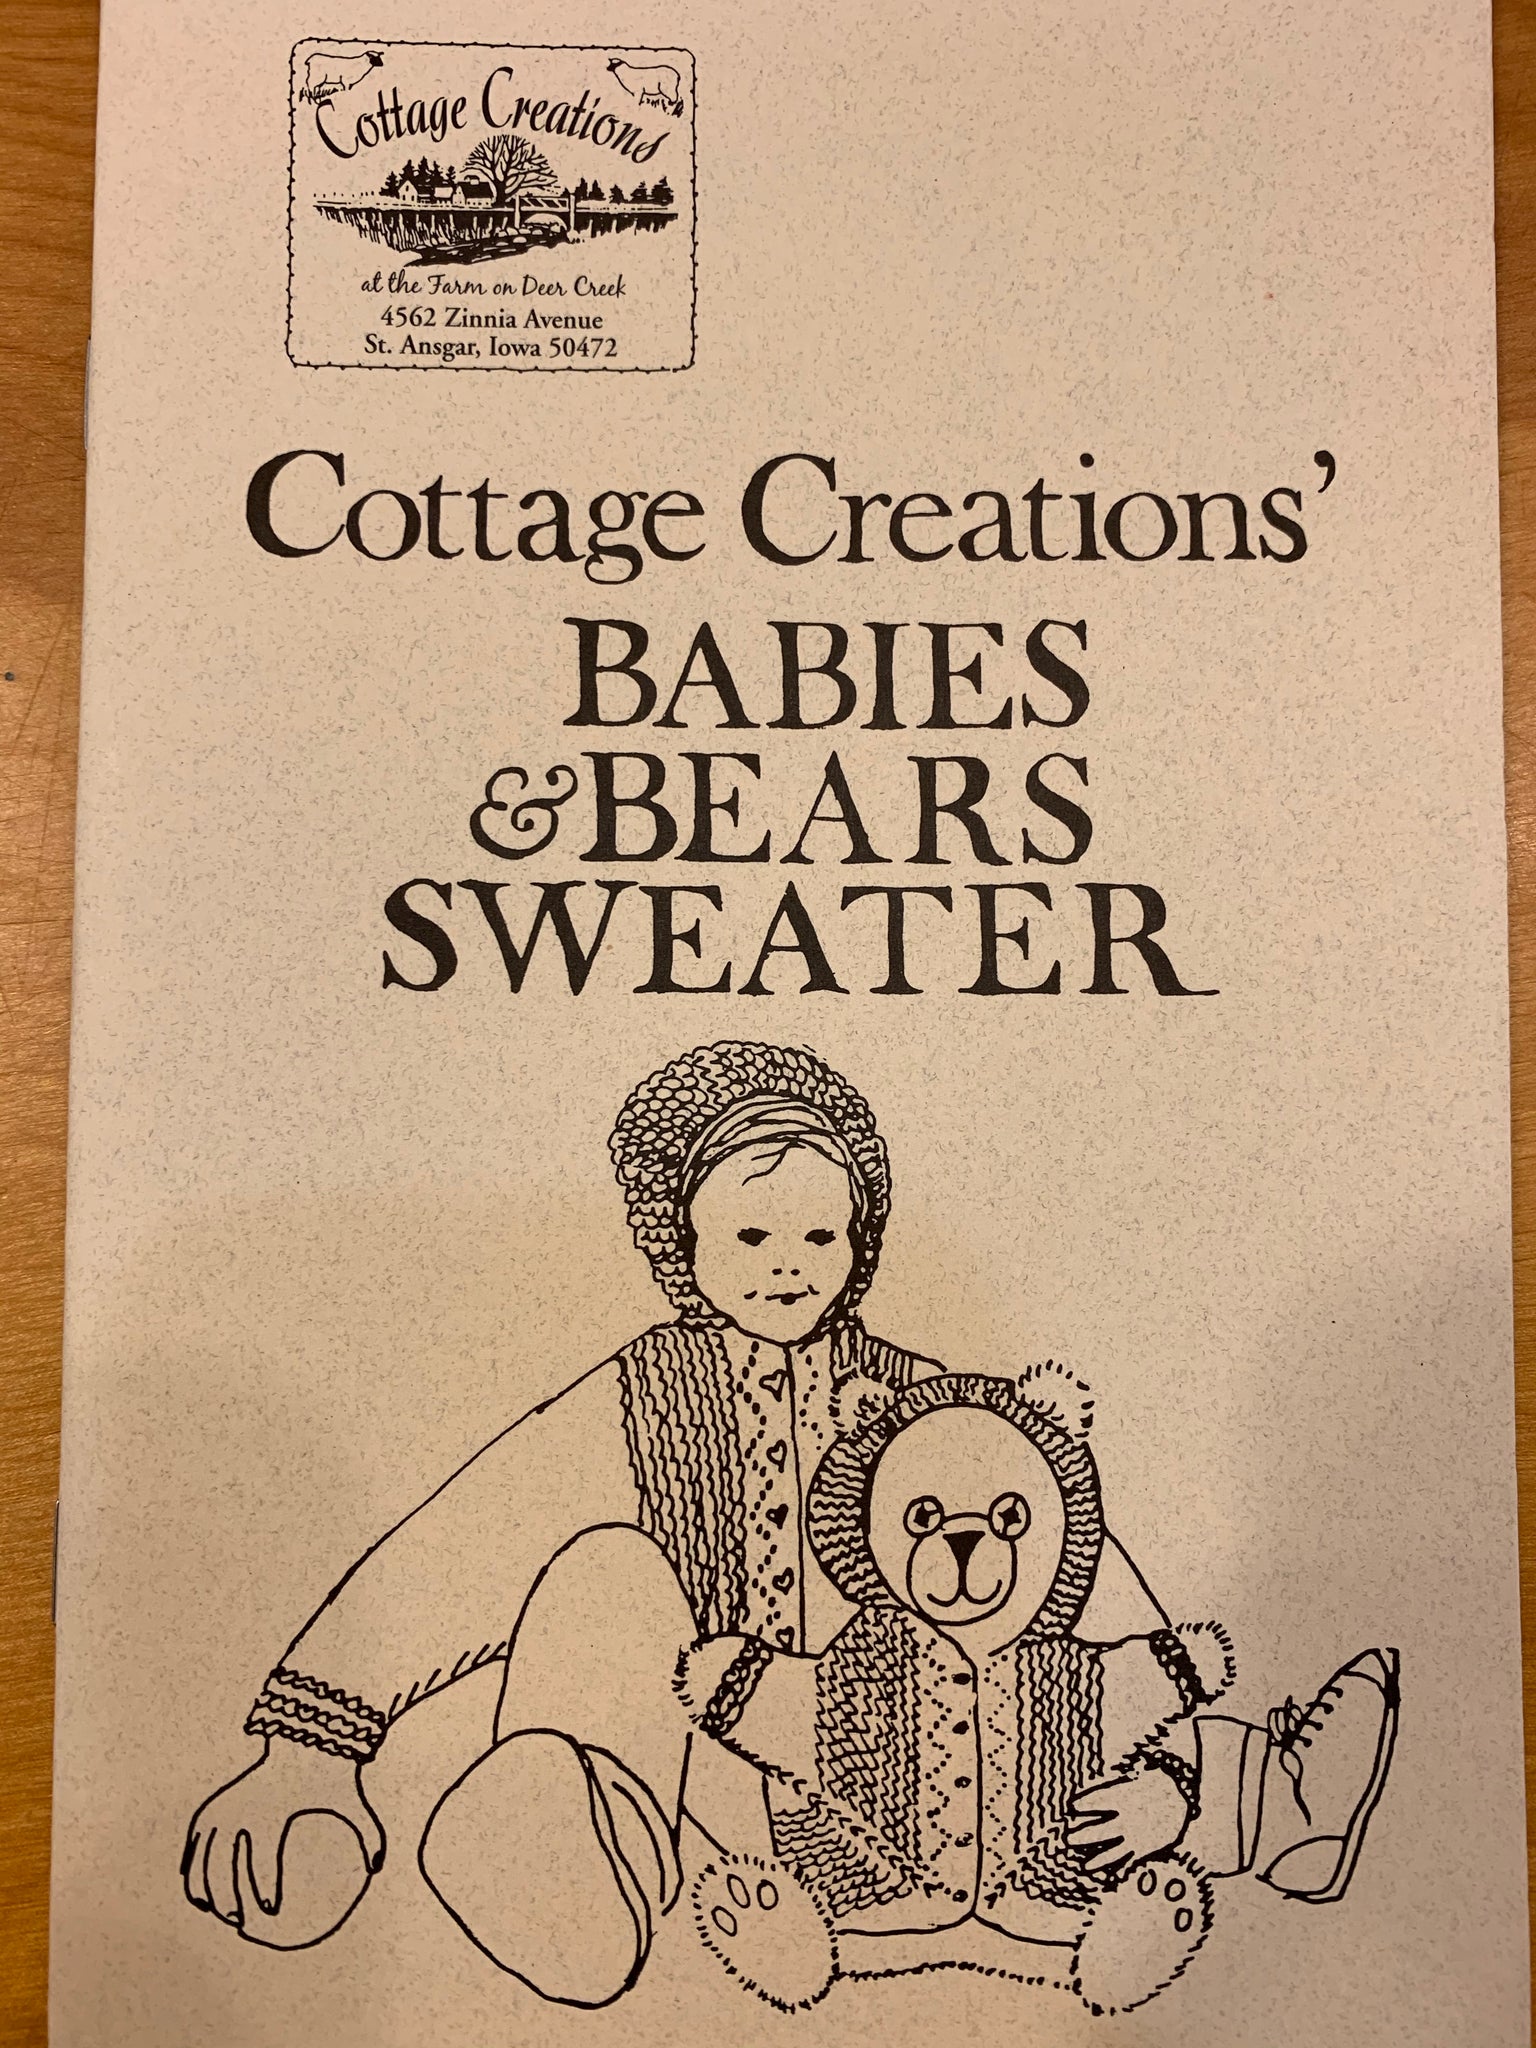 Cottage Creations
at the Farm on Deer Creek
4562 Zinnia Avenue
St. Ansgar, Iowa 50472
Cottage Creations’
BABIES
&BEARS
SWEATER